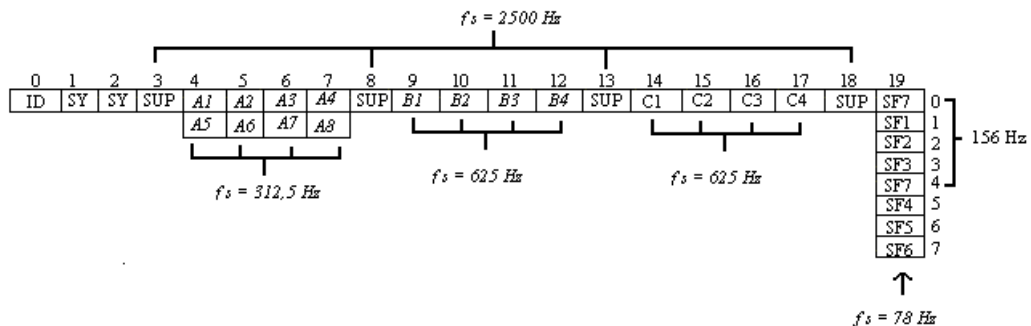 fs = 2500 Hz
0 1 2 3 4 5 6 7 8 9 10 11 12 13 14 15 16 17 18 19
ID SY SY SUP A1 A2 A3 A4 SUP B1 B2 B3 B4 SUP C1 C2 C3 C4 SUP SF7 0
A5 A6 A7 A8 SF1 1
SF2 2 156 Hz
fs = 312,5 Hz fs = 625 Hz fs = 625 Hz SF3 3
SF7 4
SF4 5
SF5 6
SF6 7
fs = 78 Hz